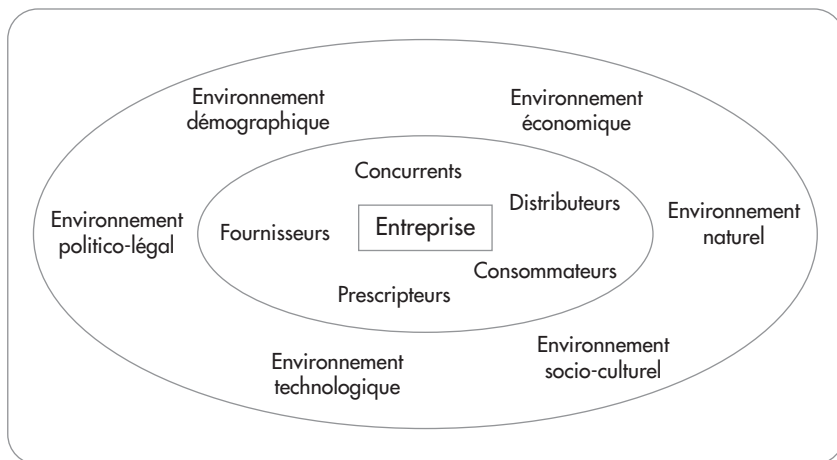 Environnement
démographique
Environnement
économique
Concurrents
Distributeurs
Environnement
politico-légal
Fournisseurs
Entreprise
Environnement
naturel
Consommateurs
Prescripteurs
Environnement
technologique
Environnement
socio-culturel